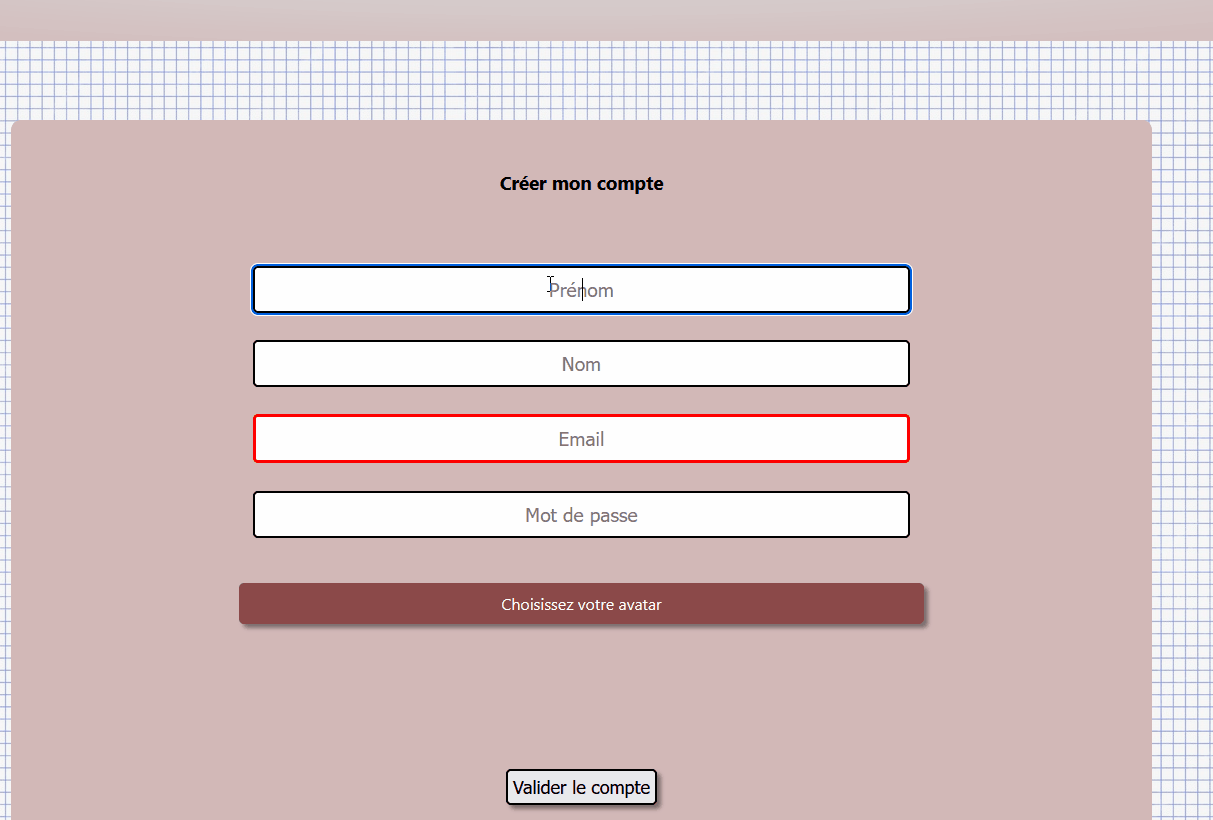 Créer mon compte
Prénom
Nom
Email
Mot de passe
Choisissez votre avatar
Valider le compte